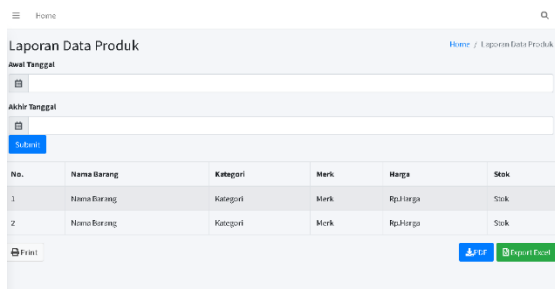 Home
Laporan Data Produk
Home / Laporan Data Produk
Awal Tanggal
Akhir Tanggal
Submit
No. Nama Barang Kategori Merk Harga Stok
1 Nama Barang Kategori Merk Rp.Harga Stok
2 Nama Barang Kategori Merk Rp.Harga Stok
Print PDF Export Excel